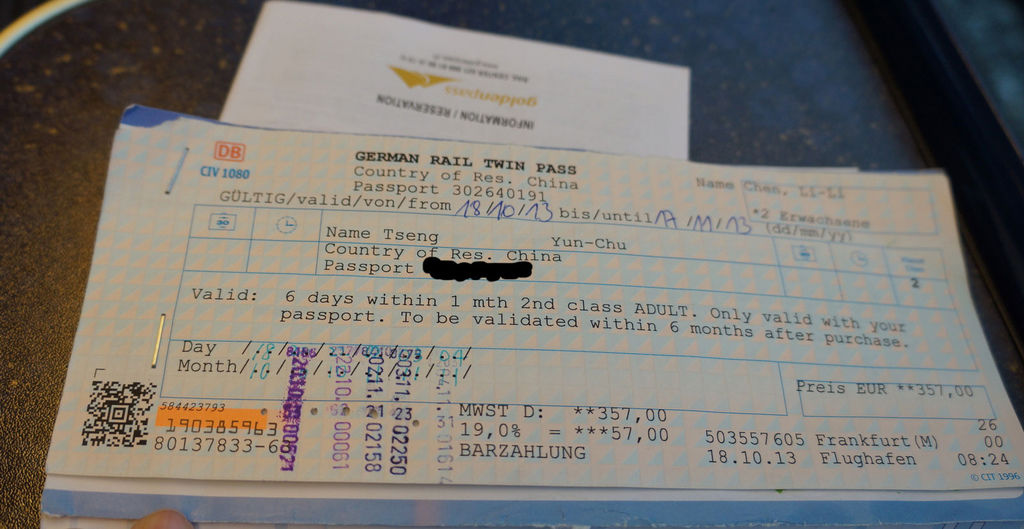 RAIL CENTER
goldenpass
INFORMATION / RESERVATION
DB
CIV 1080
GERMAN RAIL TWIN PASS
Country of Res. China
Passport 302640191
Name Chen, Li-Li
*2 Erwachsene
GÜLTIG/valid/von/from 18/10/13 bis/until 17/11/13 (dd/mm/yy)
Name Tseng Yun-Chu
Country of Res. China
Passport
2
Valid: 6 days within 1 mth 2nd class ADULT. Only valid with your
passport. To be validated within 6 months after purchase.
Day
Month
Preis EUR **357,00
584423793
190385963
80137833-6
MWST D: **357,00
19,0% = ***57,00
BARZAHLUNG
26
503557605 Frankfurt(M) 00
18.10.13 Flughafen 08:24
© CIT 1996